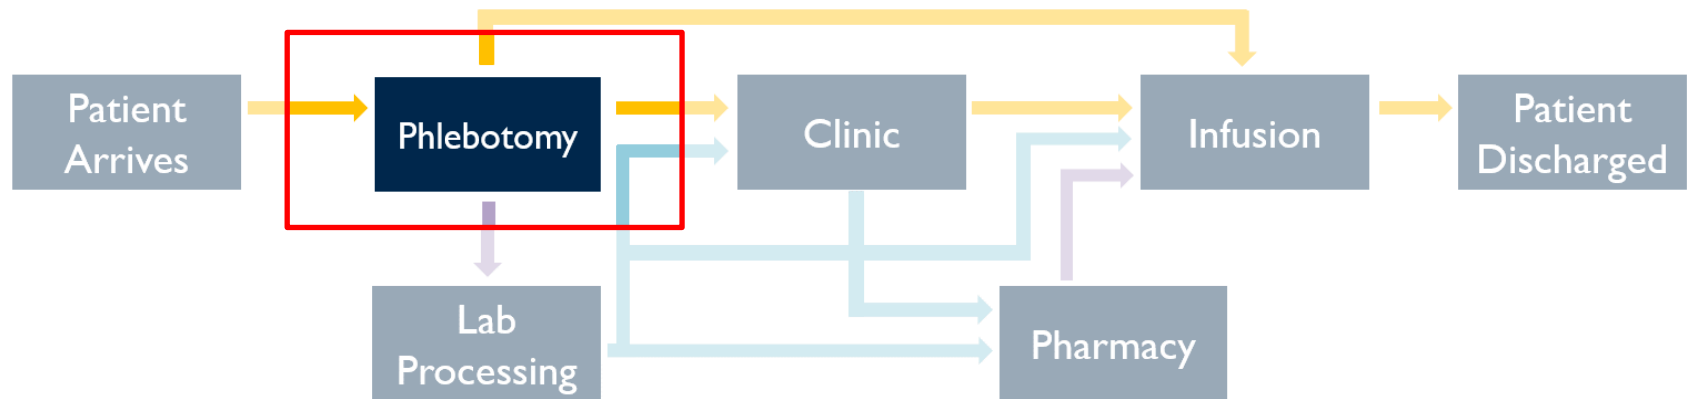 Patient
Arrives
Phlebotomy
Clinic
Infusion
Patient
Discharged
Lab
Processing
Pharmacy